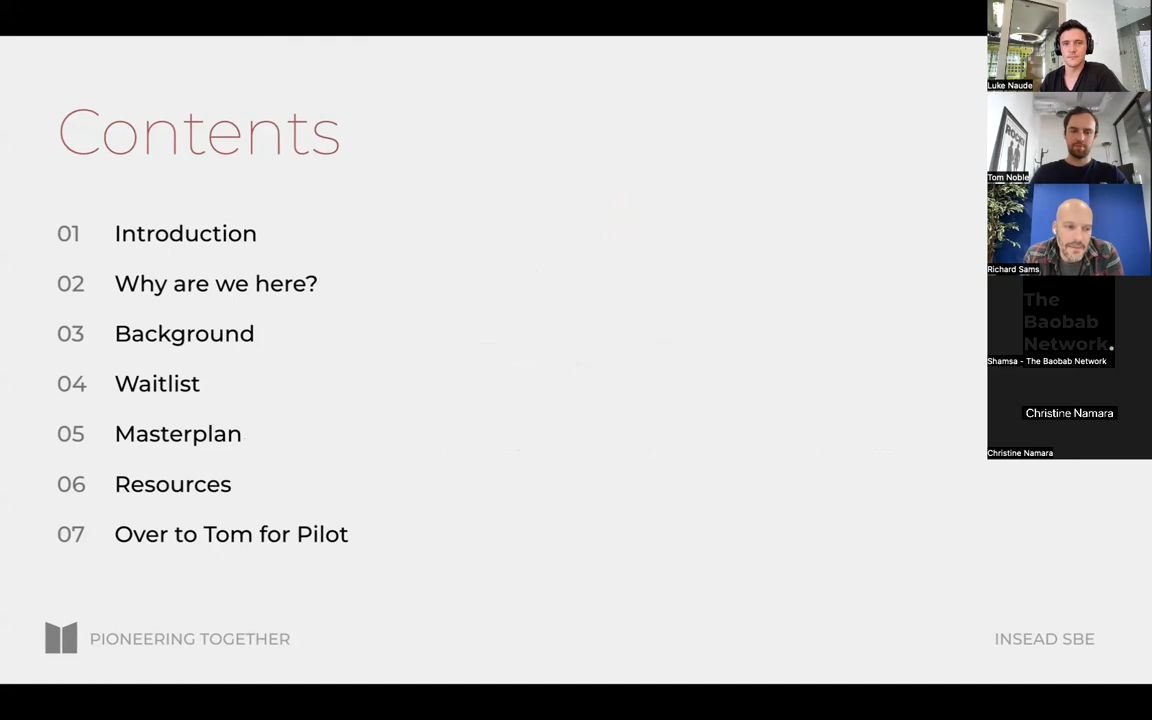 Contents
01 Introduction
02 Why are we here?
03 Background
04 Waitlist
05 Masterplan
06 Resources
07 Over to Tom for Pilot
PIONEERING TOGETHER
INSEAD SBE
Luke Naude
ROCK
Tom Noble
Richard Sams
The
Baobab
Network.
Shamsa - The Baobab Network
Christine Namara
Christine Namara